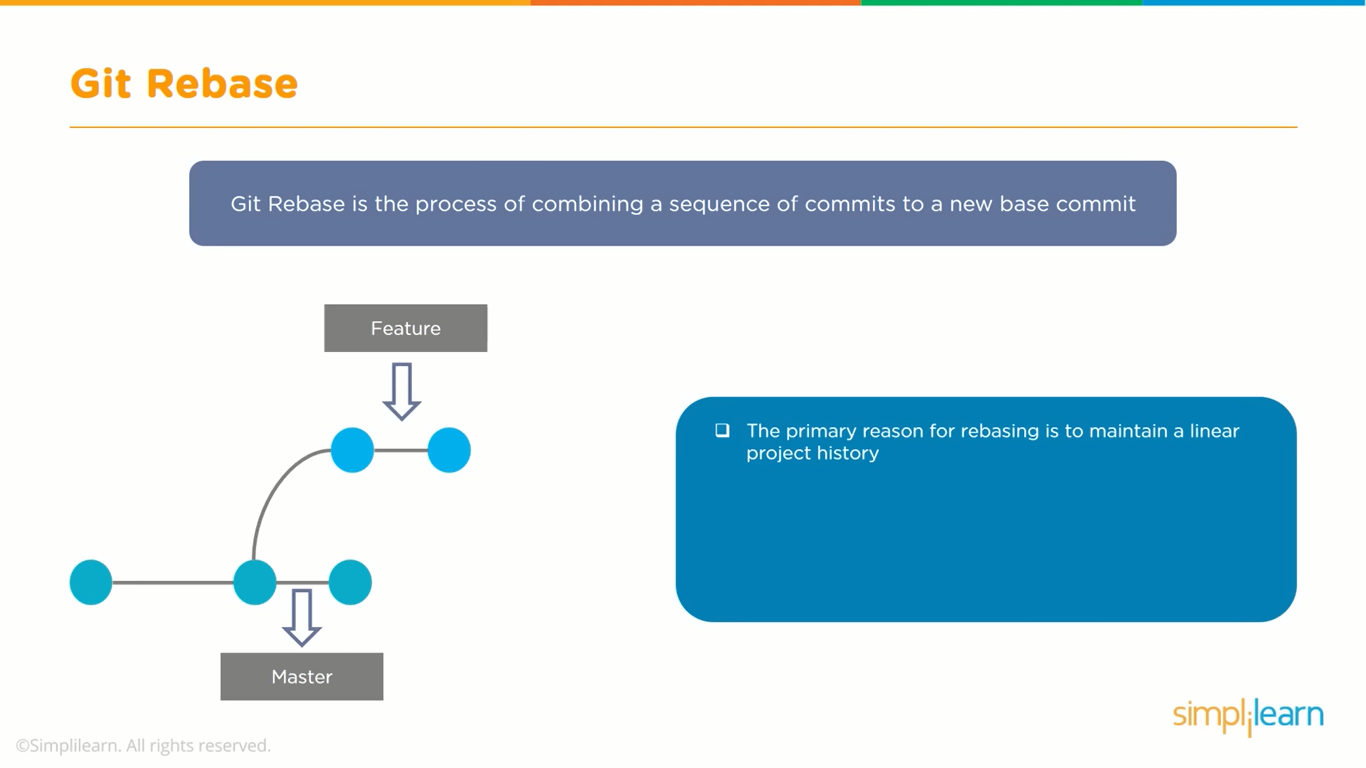 Git Rebase
Git Rebase is the process of combining a sequence of commits to a new base commit
Feature
❑ The primary reason for rebasing is to maintain a linear
project history
Master
simplilearn
©Simplilearn. All rights reserved.